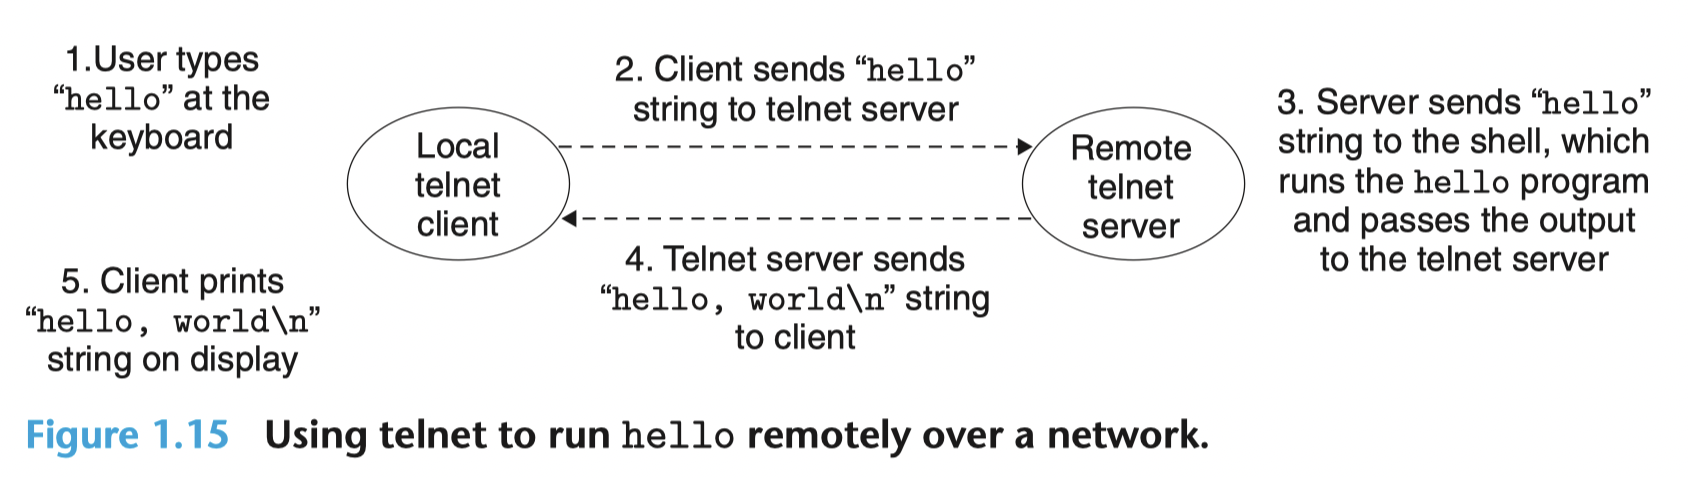 1.User types
“hello” at the
keyboard
Local
telnet
client
2. Client sends “hello”
string to telnet server
Remote
telnet
server
3. Server sends “hello”
string to the shell, which
runs the hello program
and passes the output
to the telnet server
4. Telnet server sends
“hello, world\n” string
to client
5. Client prints
“hello, world\n”
string on display
Figure 1.15 Using telnet to run hello remotely over a network.